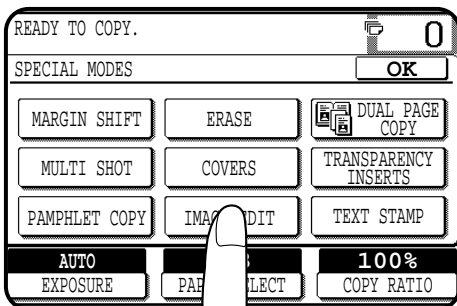 READY TO COPY. 0
SPECIAL MODES OK
MARGIN SHIFT ERASE DUAL PAGE
COPY
MULTI SHOT COVERS TRANSPARENCY
INSERTS
PAMPHLET COPY TEXT STAMP
AUTO 100%
EXPOSURE COPY RATIO